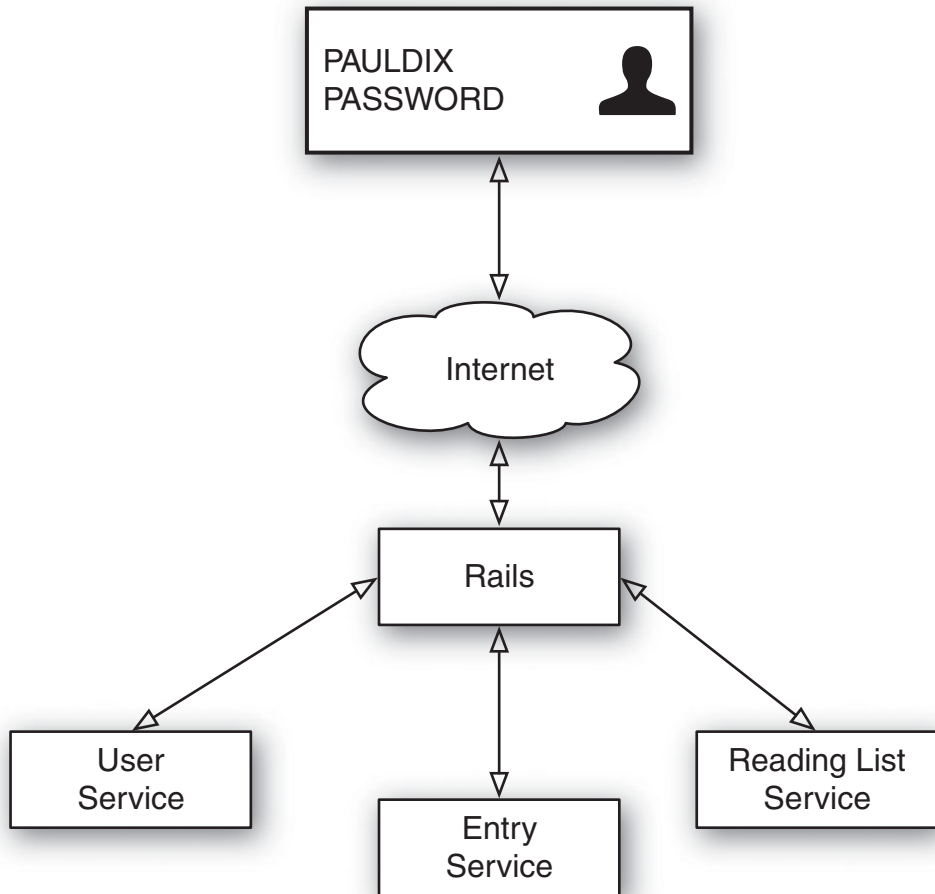 PAULDIX
PASSWORD
Internet
Rails
User
Service
Entry
Service
Reading List
Service